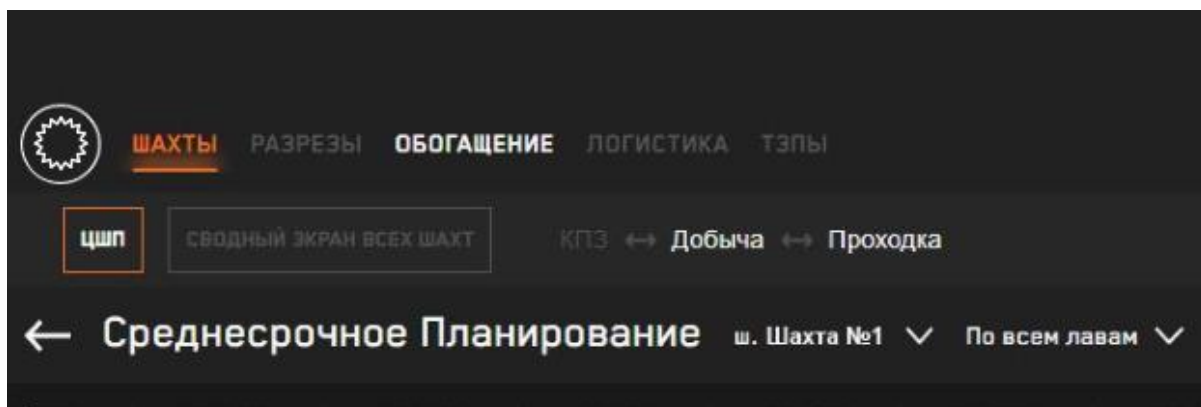 ШАХТЫ РАЗРЕЗЫ ОБОГАЩЕНИЕ ЛОГИСТИКА ТЭПЫ
ЦШП СВОДНЫЙ ЭКРАН ВСЕХ ШАХТ КПЗ ↔ Добыча ↔ Проходка
← Среднесрочное Планирование ш. Шахта №1 По всем лавам